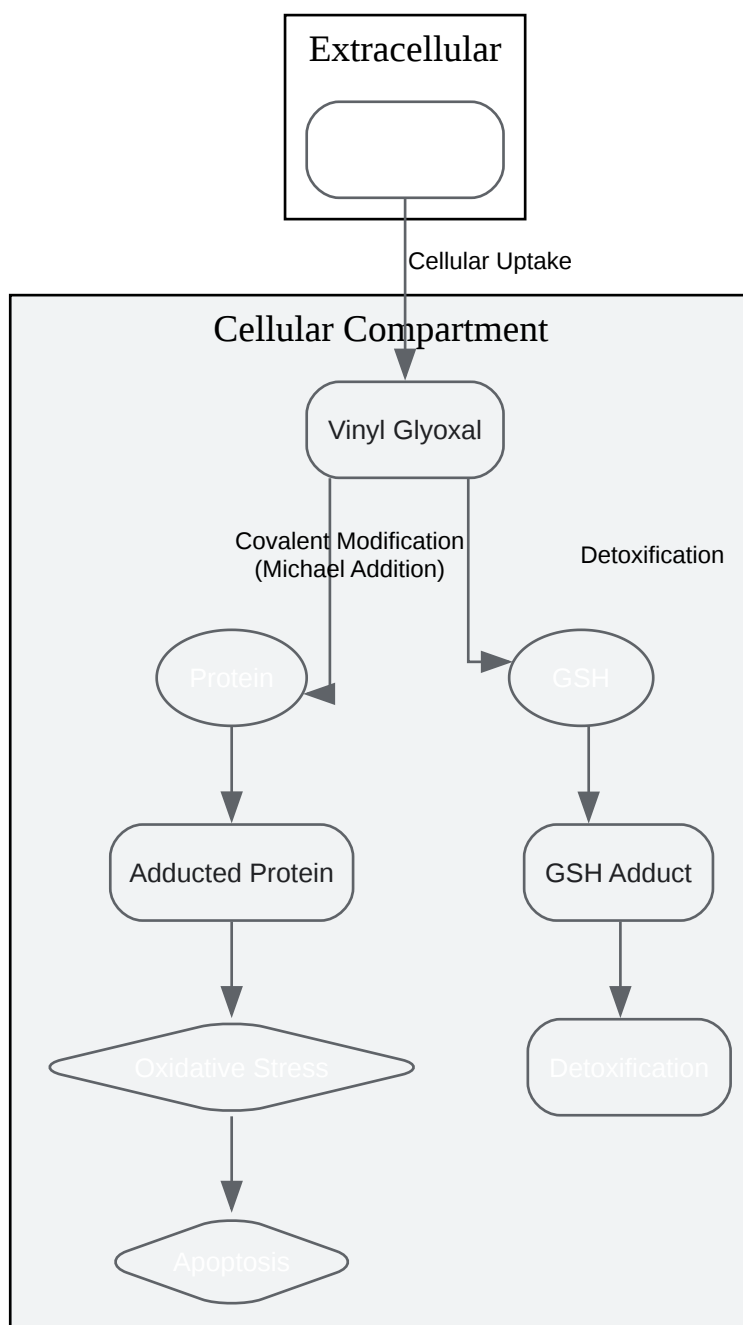 Extracellular
Cellular Uptake
Cellular Compartment
Vinyl Glyoxal
Covalent Modification
(Michael Addition)
Detoxification
Protein
GSH
Adducted Protein
GSH Adduct
Oxidative Stress
Detoxification
Apoptosis